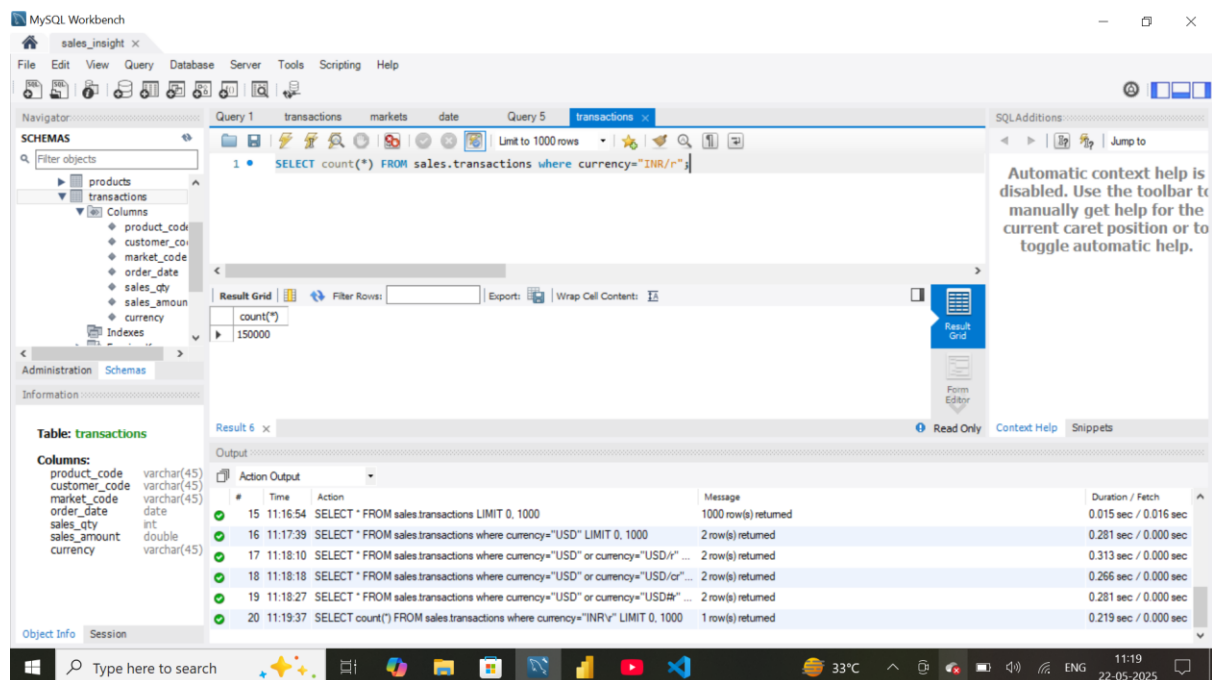 MySQL Workbench
sales_insight ×
File Edit View Query Database Server Tools Scripting Help
Navigator
SCHEMAS
Filter objects
products
transactions
Columns
product_code
customer_co
market_code
order_date
sales_qty
sales_amoun
currency
Indexes
Administration Schemas
Information
Table: transactions
Columns:
product_code varchar(45)
customer_code varchar(45)
market_code varchar(45)
order_date date
sales_qty int
sales_amount double
currency varchar(45)
Object Info Session
Query 1 transactions markets date Query 5 transactions ×
Limit to 1000 rows
1 SELECT count(*) FROM sales.transactions where currency="INR/r";
Result Grid Filter Rows: Export: Wrap Cell Content:
count(*)
150000
Result Grid
Form Editor
Result 6 × Read Only
Output
Action Output
# Time Action Message Duration / Fetch
15 11:16:54 SELECT * FROM sales.transactions LIMIT 0, 1000 1000 row(s) returned 0.015 sec / 0.016 sec
16 11:17:39 SELECT * FROM sales.transactions where currency="USD" LIMIT 0, 1000 2 row(s) returned 0.281 sec / 0.000 sec
17 11:18:10 SELECT * FROM sales.transactions where currency="USD" or currency="USD/r" ... 2 row(s) returned 0.313 sec / 0.000 sec
18 11:18:18 SELECT * FROM sales.transactions where currency="USD" or currency="USD/cr"... 2 row(s) returned 0.266 sec / 0.000 sec
19 11:18:27 SELECT * FROM sales.transactions where currency="USD" or currency="USD#r" ... 2 row(s) returned 0.281 sec / 0.000 sec
20 11:19:37 SELECT count(*) FROM sales.transactions where currency="INR\r" LIMIT 0, 1000 1 row(s) returned 0.219 sec / 0.000 sec
SQLAdditions
Jump to
Automatic context help is
disabled. Use the toolbar to
manually get help for the
current caret position or to
toggle automatic help.
Context Help Snippets
Type here to search
33°C ENG
11:19
22-05-2025